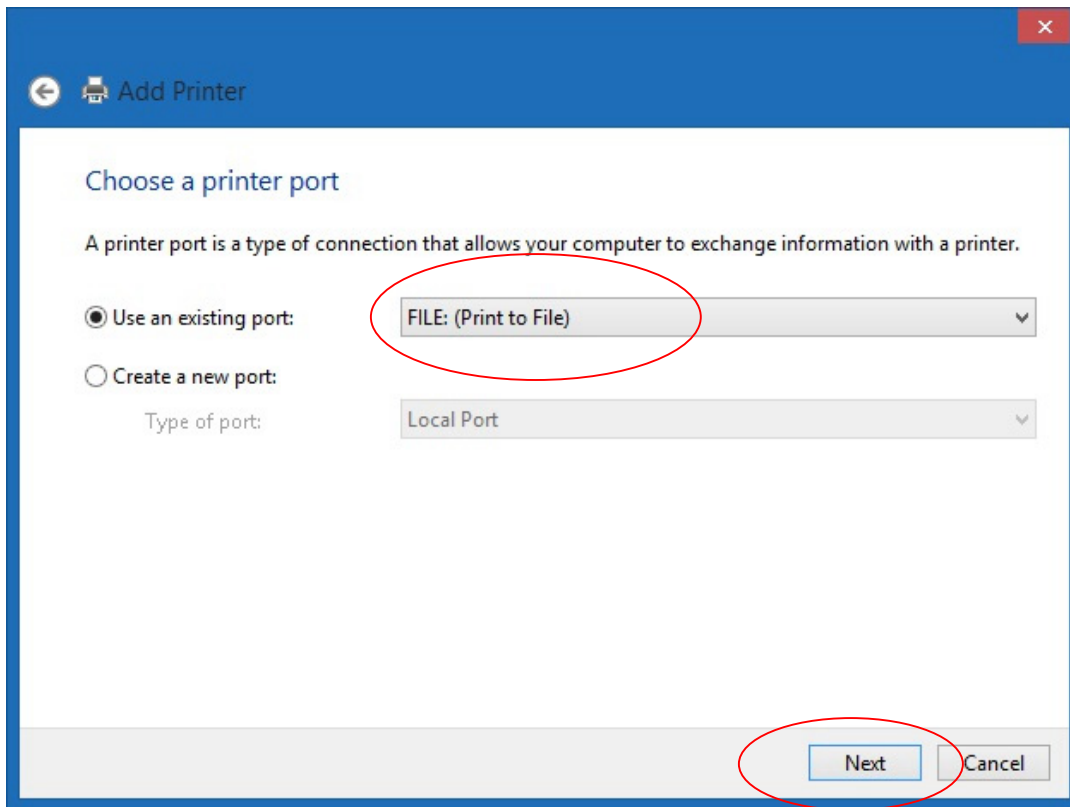 Add Printer
Choose a printer port
A printer port is a type of connection that allows your computer to exchange information with a printer.
Use an existing port: FILE: (Print to File)
Create a new port:
Type of port: Local Port
Next Cancel